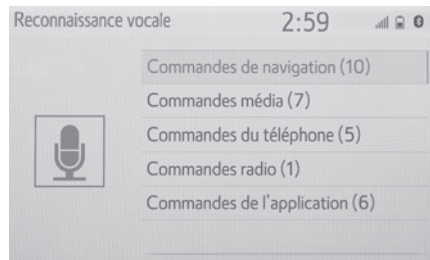 Reconnaissance vocale 2:59
Commandes de navigation (10)
Commandes média (7)
Commandes du téléphone (5)
Commandes radio (1)
Commandes de l'application (6)